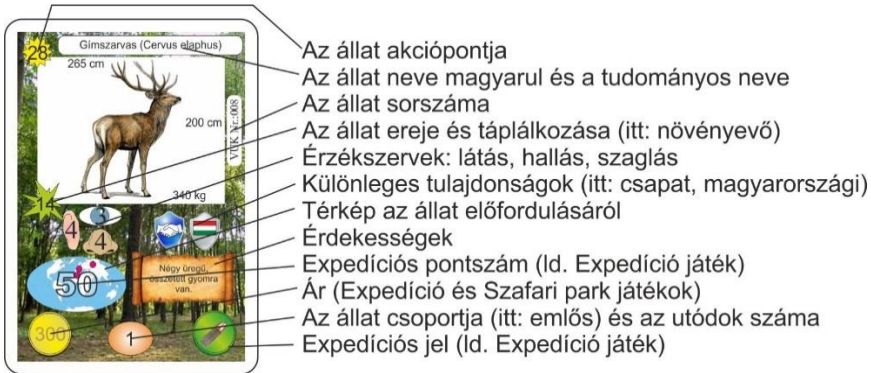 28
Gímszarvas (Cervus elaphus)
265 cm
200 cm
VUK Nr.:008
340 kg
14
4
3
4
Négy üregű,
összetett gyomra
van.
50
300
1
Az állat akciópontja
Az állat neve magyarul és a tudományos neve
Az állat sorszáma
Az állat ereje és táplálkozása (itt: növényevő)
Érzékszervek: látás, hallás, szaglás
Különleges tulajdonságok (itt: csapat, magyarországi)
Térkép az állat előfordulásáról
Érdekességek
Expedíciós pontszám (ld. Expedíció játék)
Ár (Expedíció és Szafari park játékok)
Az állat csoportja (itt: emlős) és az utódok száma
Expedíciós jel (ld. Expedíció játék)